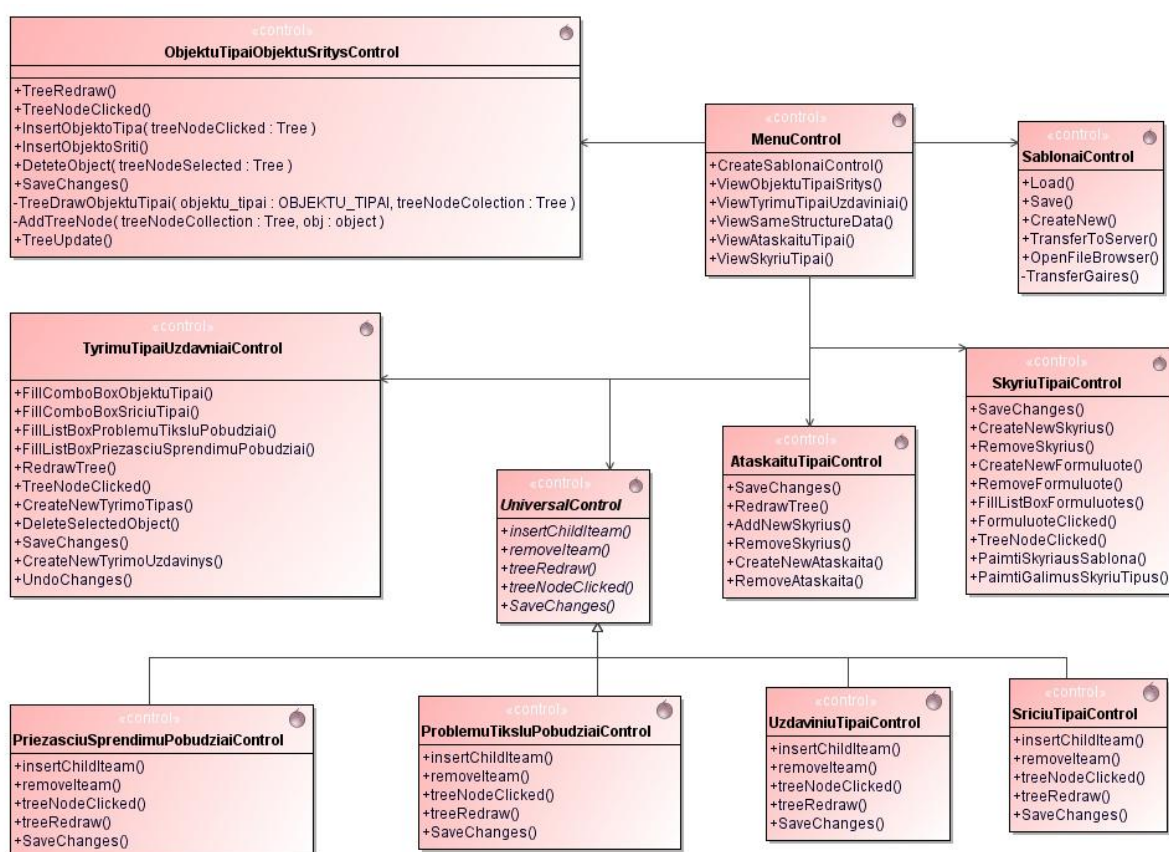 «control»
ObjektuTipaiObjektuSritysControl
+TreeRedraw()
+TreeNodeClicked()
+InsertObjektoTipa( treeNodeClicked : Tree )
+InsertObjektoSriti()
+DeteteObject( treeNodeSelected : Tree )
+SaveChanges()
-TreeDrawObjektuTipai( objektu_tipai : OBJEKTU_TIPAI, treeNodeColection : Tree )
-AddTreeNode( treeNodeCollection : Tree, obj : object )
+TreeUpdate()
«control»
MenuControl
+CreateSablonaiControl()
+ViewObjektuTipaiSritys()
+ViewTyrimuTipaiUzdaviniai()
+ViewSameStructureData()
+ViewAtaskaituTipai()
+ViewSkyriuTipai()
«control»
SablonaiControl
+Load()
+Save()
+CreateNew()
+TransferToServer()
+OpenFileBrowser()
-TransferGaires()
«control»
TyrimuTipaiUzdavniaiControl
+FillComboBoxObjektuTipai()
+FillComboBoxSriciuTipai()
+FillListBoxProblemuTiksluPobudziai()
+FillListBoxPriezasciuSprendimuPobudziai()
+RedrawTree()
+TreeNodeClicked()
+CreateNewTyrimoTipas()
+DeleteSelectedObject()
+SaveChanges()
+CreateNewTyrimoUzdavinys()
+UndoChanges()
«control»
UniversalControl
+insertChildIteam()
+removeIteam()
+treeRedraw()
+treeNodeClicked()
+SaveChanges()
«control»
AtaskaituTipaiControl
+SaveChanges()
+RedrawTree()
+AddNewSkyrius()
+RemoveSkyrius()
+CreateNewAtaskaita()
+RemoveAtaskaita()
«control»
SkyriuTipaiControl
+SaveChanges()
+CreateNewSkyrius()
+RemoveSkyrius()
+CreateNewFormuluote()
+RemoveFormuluote()
+FillListBoxFormuluotes()
+FormuluoteClicked()
+TreeNodeClicked()
+PaimtiSkyriausSablona()
+PaimtiGalimusSkyriuTipus()
«control»
PriezasciuSprendimuPobudziaiControl
+insertChildIteam()
+removeIteam()
+treeNodeClicked()
+treeRedraw()
+SaveChanges()
«control»
ProblemuTiksluPobudziaiControl
+insertChildIteam()
+removeIteam()
+treeNodeClicked()
+treeRedraw()
+SaveChanges()
«control»
UzdaviniuTipaiControl
+insertChildIteam()
+removeIteam()
+treeNodeClicked()
+treeRedraw()
+SaveChanges()
«control»
SriciuTipaiControl
+insertChildIteam()
+removeIteam()
+treeNodeClicked()
+treeRedraw()
+SaveChanges()